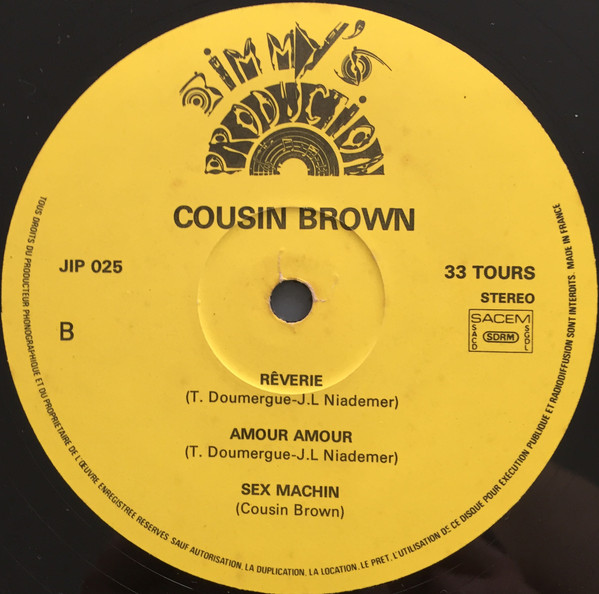 JIMMY'S
PRODUCTION
COUSIN BROWN
JIP 025
33 TOURS
STEREO
B
SACEM
SACD
SDRM
SGDL
RÊVERIE
(T. Doumergue-J.L Niademer)
AMOUR AMOUR
(T. Doumergue-J.L Niademer)
SEX MACHIN
(Cousin Brown)
TOUS DROITS DU PRODUCTEUR PHONOGRAPHIQUE ET DU PROPRIETAIRE DE L'ŒUVRE ENREGISTREE RESERVES SAUF AUTORISATION, LA DUPLICATION, LA LOCATION, LE PRET, L'UTILISATION DE CE DISQUE POUR EXÉCUTION PUBLIQUE ET RADIODIFFUSION SONT INTERDITS. MADE IN FRANCE